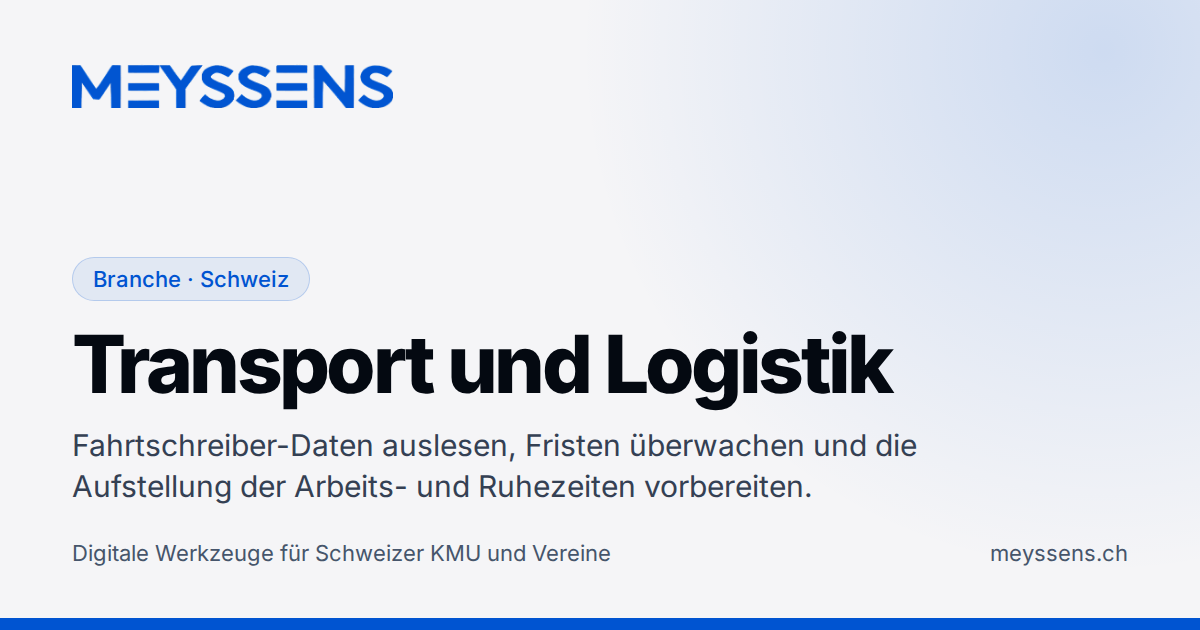 MEYSSENS
Branche · Schweiz
Transport und Logistik
Fahrtschreiber-Daten auslesen, Fristen überwachen und die
Aufstellung der Arbeits- und Ruhezeiten vorbereiten.
Digitale Werkzeuge für Schweizer KMU und Vereine
meyssens.ch